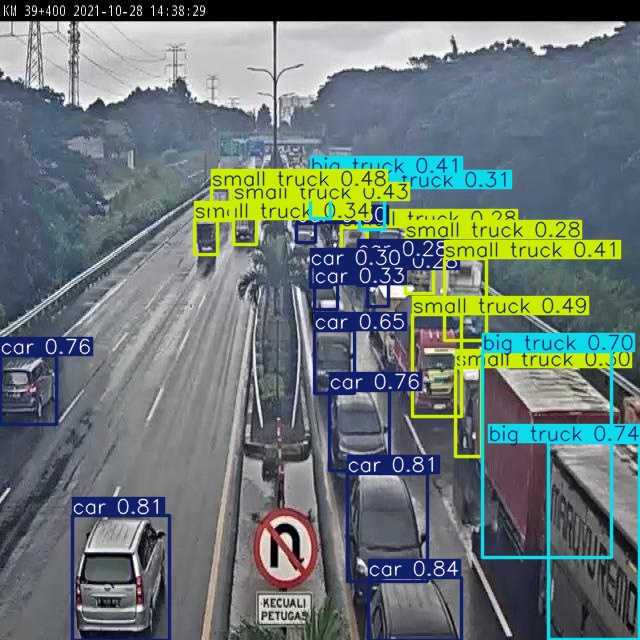 KM 39+400 2021-10-28 14:38:29
big truck 0.41
small truck 0.48
truck 0.31
small truck 0.43
small truck 0.34
0.28
small truck 0.28
small truck 0.41
car 0.28
car 0.30
0.28
car 0.33
small truck 0.49
car 0.65
big truck 0.70
car 0.76
small truck 0.30
car 0.76
big truck 0.74
car 0.81
car 0.81
car 0.84
KECUALI
PETUGAS